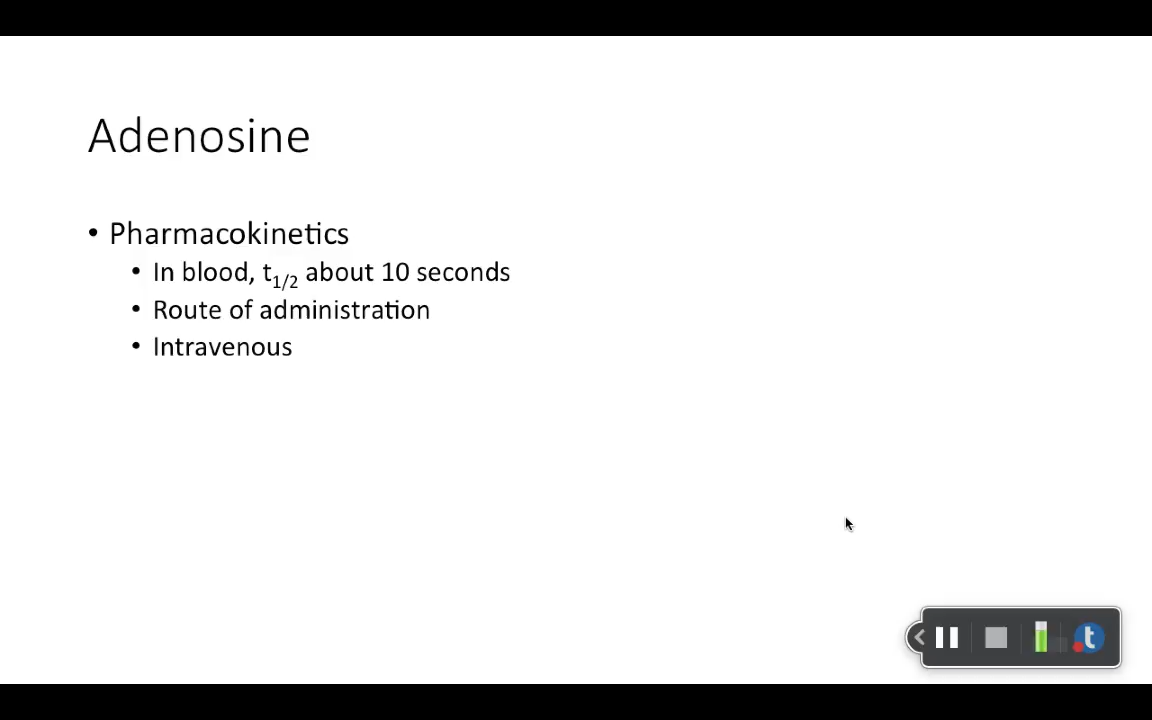 Adenosine
• Pharmacokinetics
• In blood, t1/2 about 10 seconds
• Route of administration
• Intravenous
t